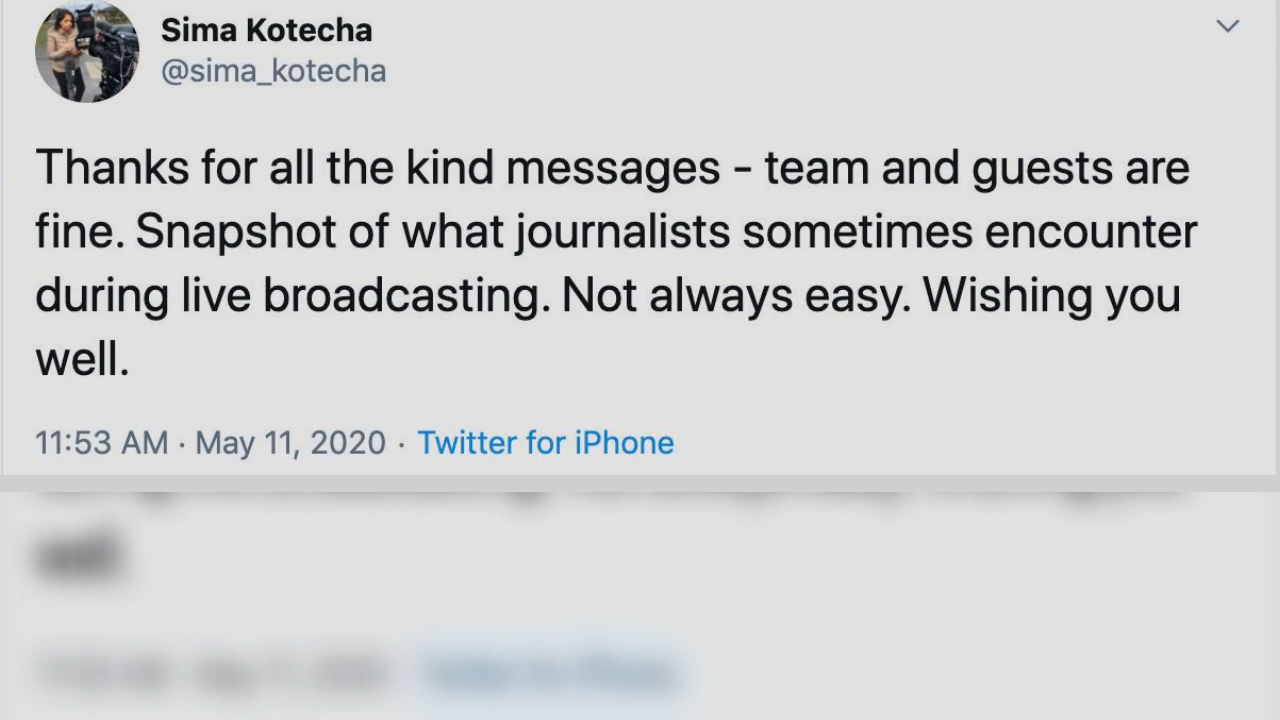 Sima Kotecha
@sima_kotecha
Thanks for all the kind messages - team and guests are
fine. Snapshot of what journalists sometimes encounter
during live broadcasting. Not always easy. Wishing you
well.
11:53 AM · May 11, 2020 · Twitter for iPhone